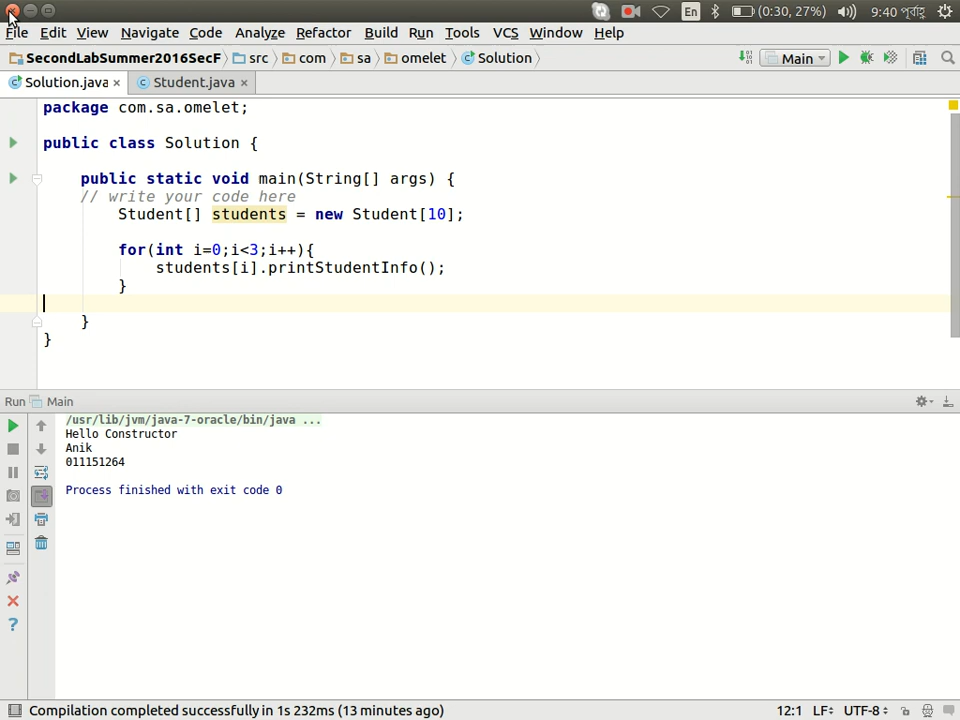 En (0:30, 27%) 9:40 পূর্বাহ্ণ
File Edit View Navigate Code Analyze Refactor Build Run Tools VCS Window Help
SecondLabSummer2016SecF src com sa omelet Solution Main
Solution.java Student.java
package com.sa.omelet;
public class Solution {
public static void main(String[] args) {
// write your code here
Student[] students = new Student[10];
for(int i=0;i<3;i++){
students[i].printStudentInfo();
}
}
}
Run Main
/usr/lib/jvm/java-7-oracle/bin/java ...
Hello Constructor
Anik
011151264
Process finished with exit code 0
Compilation completed successfully in 1s 232ms (13 minutes ago) 12:1 LF UTF-8